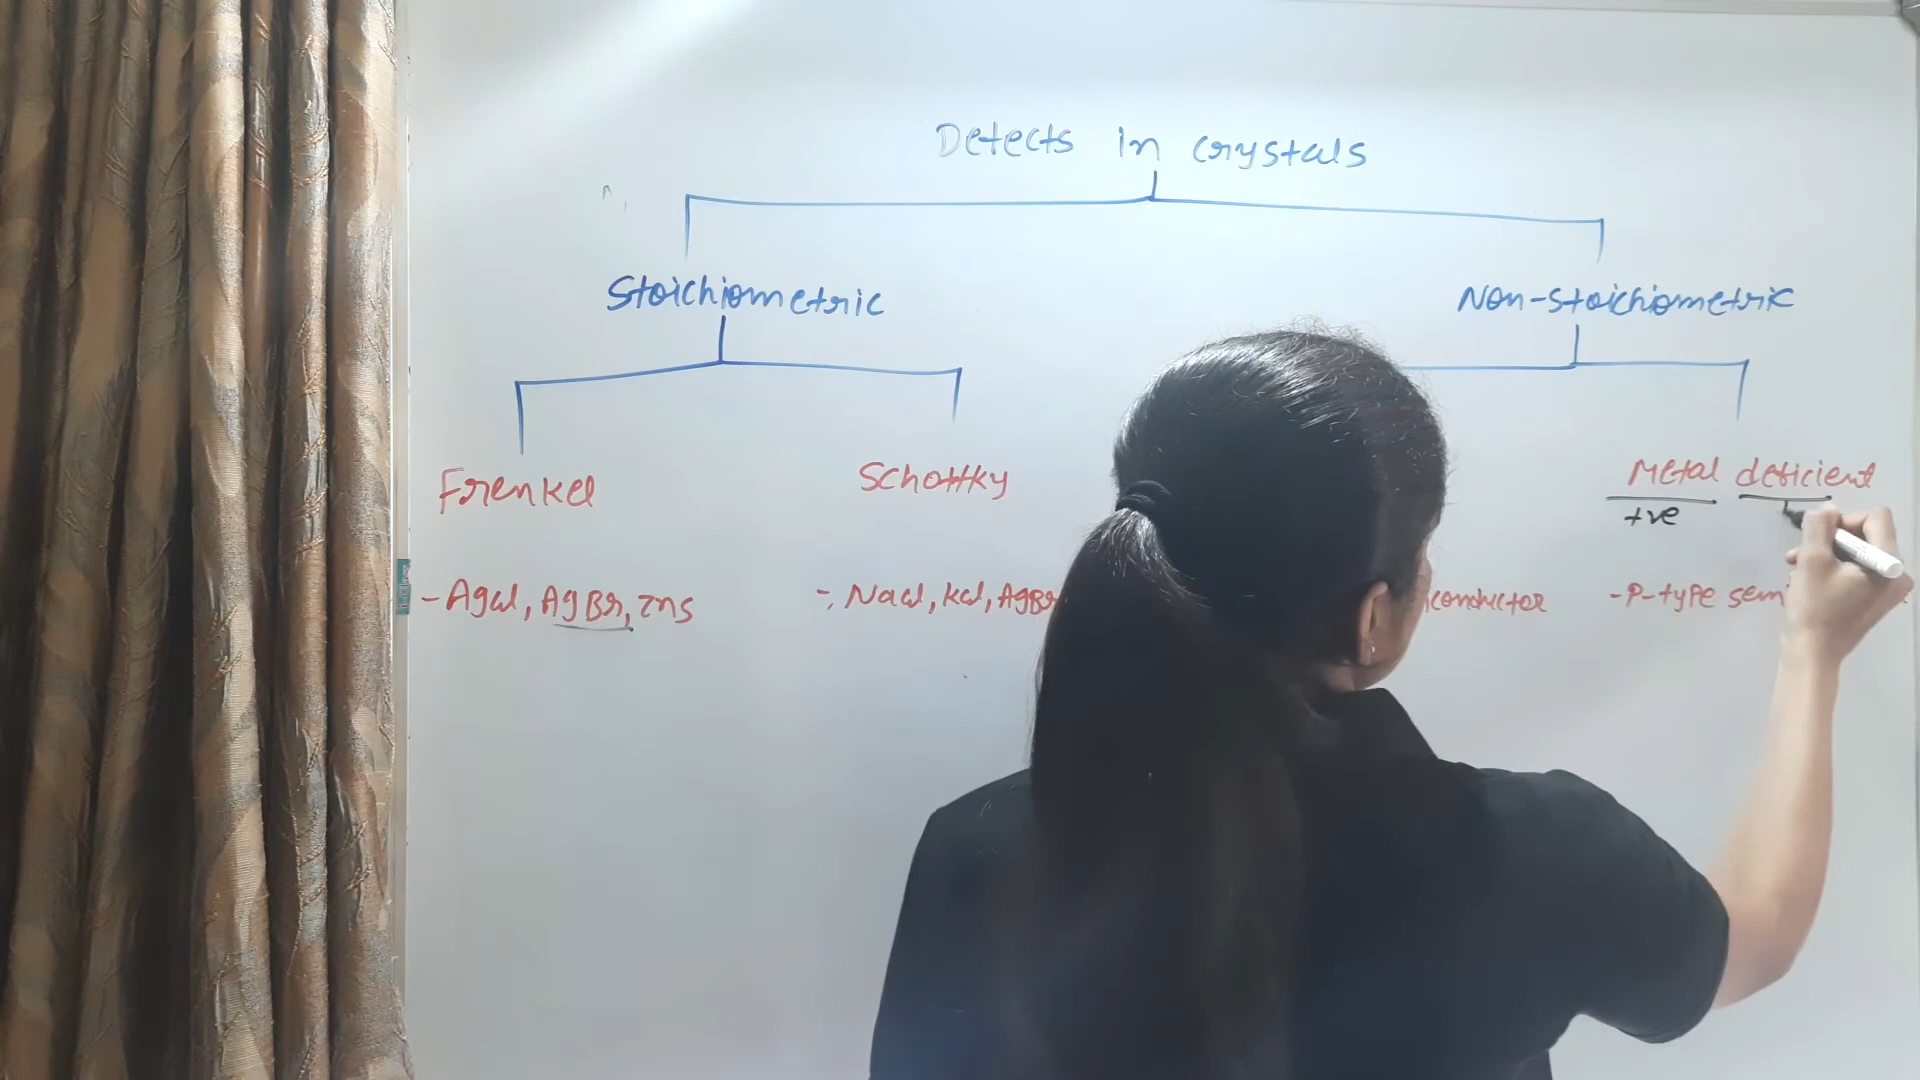 Defects in crystals
Stoichiometric
Non-stoichiometric
Frenkel
Schottky
Metal deficient
+ve
- AgCl, AgBr, ZnS
-, NaCl, KCl, AgBr
conductor
- P-type sem